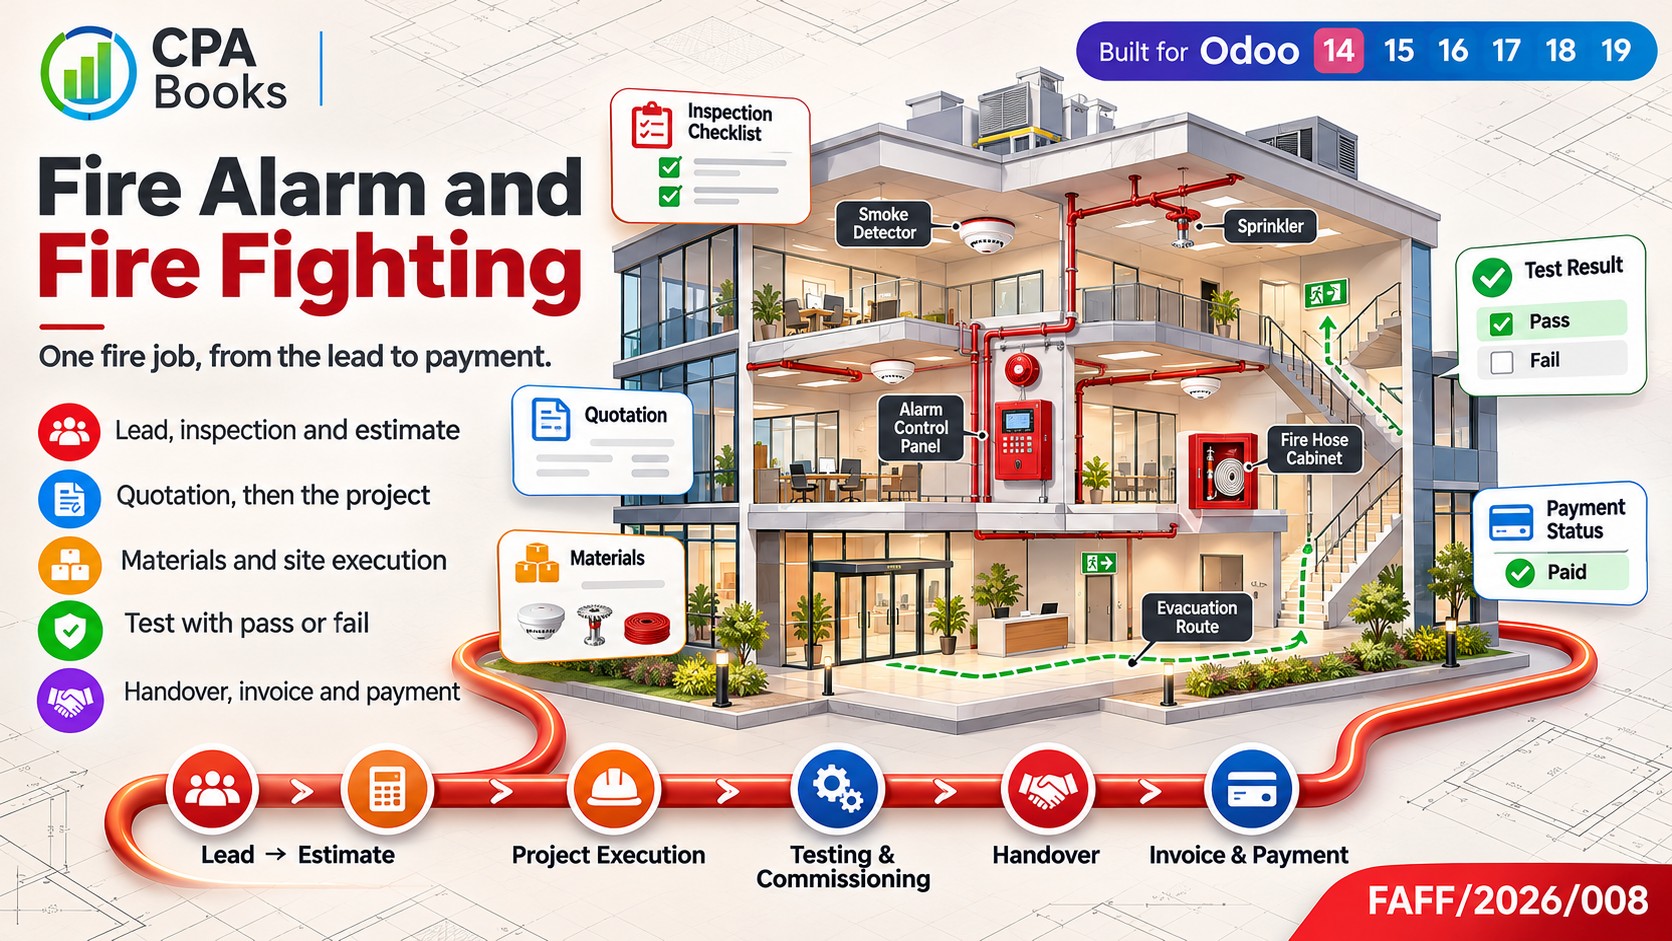 CPA
Books
Built for Odoo 14 15 16 17 18 19
Fire Alarm and
Fire Fighting
One fire job, from the lead to payment.
Lead, inspection and estimate
Quotation, then the project
Materials and site execution
Test with pass or fail
Handover, invoice and payment
Inspection
Checklist
Quotation
Materials
Smoke
Detector
Sprinkler
Alarm
Control
Panel
Fire Hose
Cabinet
Evacuation
Route
Test Result
Pass
Fail
Payment
Status
Paid
Lead → Estimate
Project Execution
Testing &
Commissioning
Handover
Invoice & Payment
FAFF/2026/008